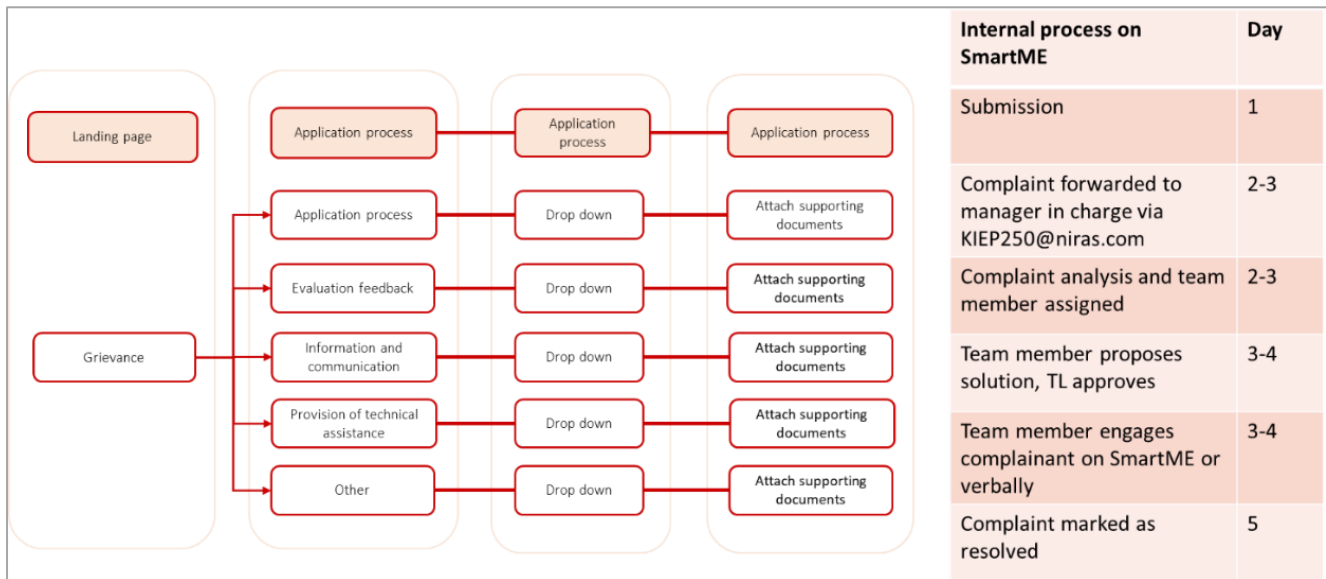 Landing page
Application process
Application
process
Application process
Application process
Drop down
Attach supporting
documents
Evaluation feedback
Drop down
Attach supporting
documents
Grievance
Information and
communication
Drop down
Attach supporting
documents
Provision of technical
assistance
Drop down
Attach supporting
documents
Other
Drop down
Attach supporting
documents
Internal process on
SmartME
Day
Submission
1
Complaint forwarded to
manager in charge via
KIEP250@niras.com
2-3
Complaint analysis and team
member assigned
2-3
Team member proposes
solution, TL approves
3-4
Team member engages
complainant on SmartME or
verbally
3-4
Complaint marked as
resolved
5